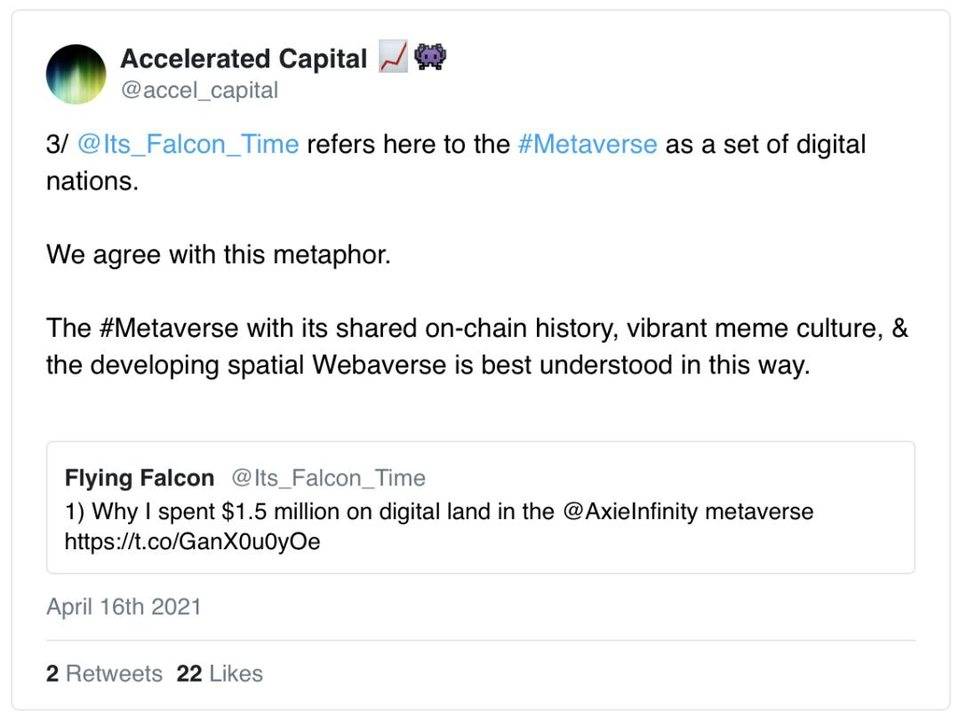 Accelerated Capital 📈👾
@accel_capital
3/ @Its_Falcon_Time refers here to the #Metaverse as a set of digital
nations.
We agree with this metaphor.
The #Metaverse with its shared on-chain history, vibrant meme culture, &
the developing spatial Webaverse is best understood in this way.
Flying Falcon @Its_Falcon_Time
1) Why I spent $1.5 million on digital land in the @AxieInfinity metaverse
https://t.co/GanX0u0yOe
April 16th 2021
2 Retweets 22 Likes